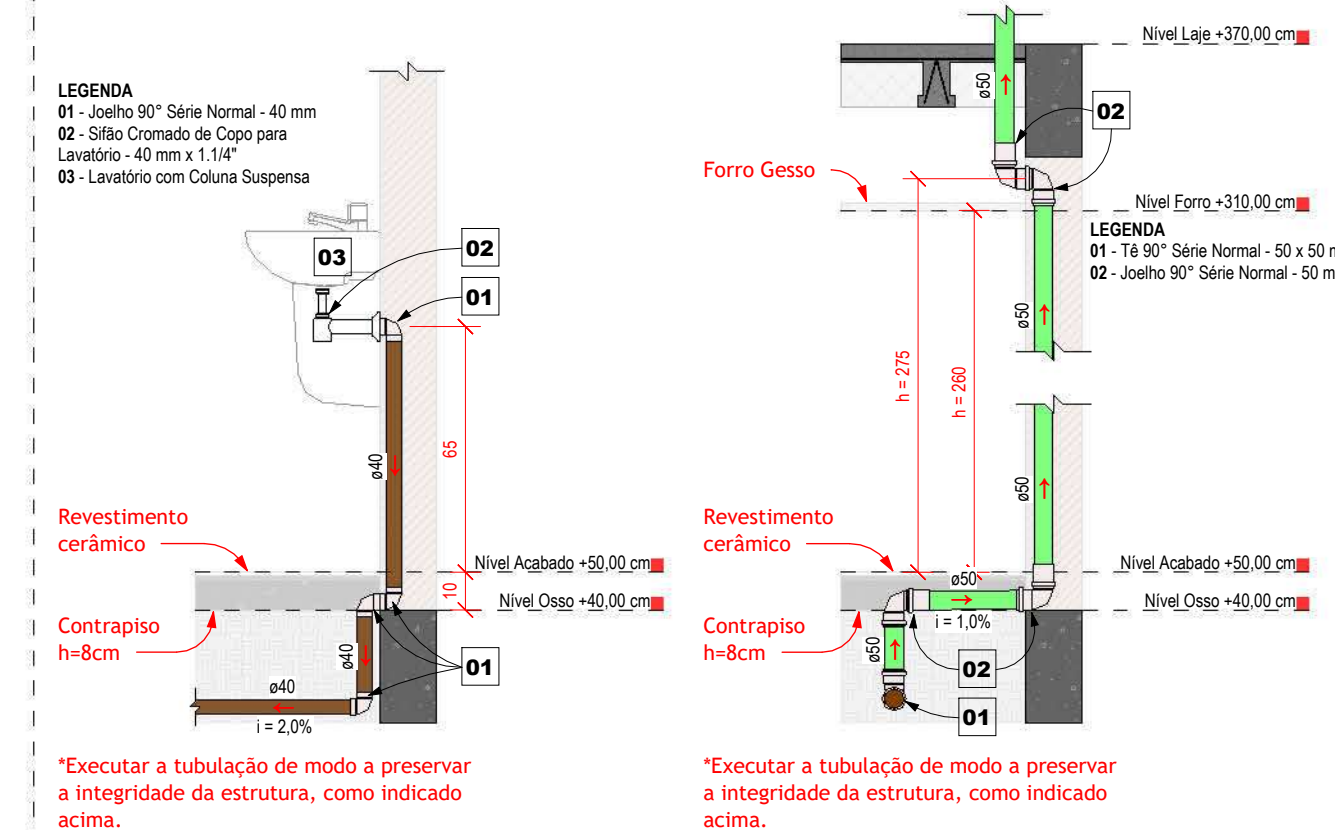 LEGENDA
01 - Joelho 90° Série Normal - 40 mm
02 - Sifão Cromado de Copo para
Lavatório - 40 mm x 1.1/4"
03 - Lavatório com Coluna Suspensa
03
02
01
65
ø40
Revestimento
cerâmico
Nível Acabado +50,00 cm
10
Nível Osso +40,00 cm
Contrapiso
h=8cm
ø40
01
ø40
i = 2,0%
*Executar a tubulação de modo a preservar
a integridade da estrutura, como indicado
acima.
Nível Laje +370,00 cm
ø50
02
Forro Gesso
Nível Forro +310,00 cm
LEGENDA
01 - Tê 90° Série Normal - 50 x 50 m
02 - Joelho 90° Série Normal - 50 m
ø50
h = 275
h = 260
ø50
Revestimento
cerâmico
Nível Acabado +50,00 cm
ø50
Nível Osso +40,00 cm
i = 1,0%
Contrapiso
h=8cm
ø50
02
01
*Executar a tubulação de modo a preservar
a integridade da estrutura, como indicado
acima.